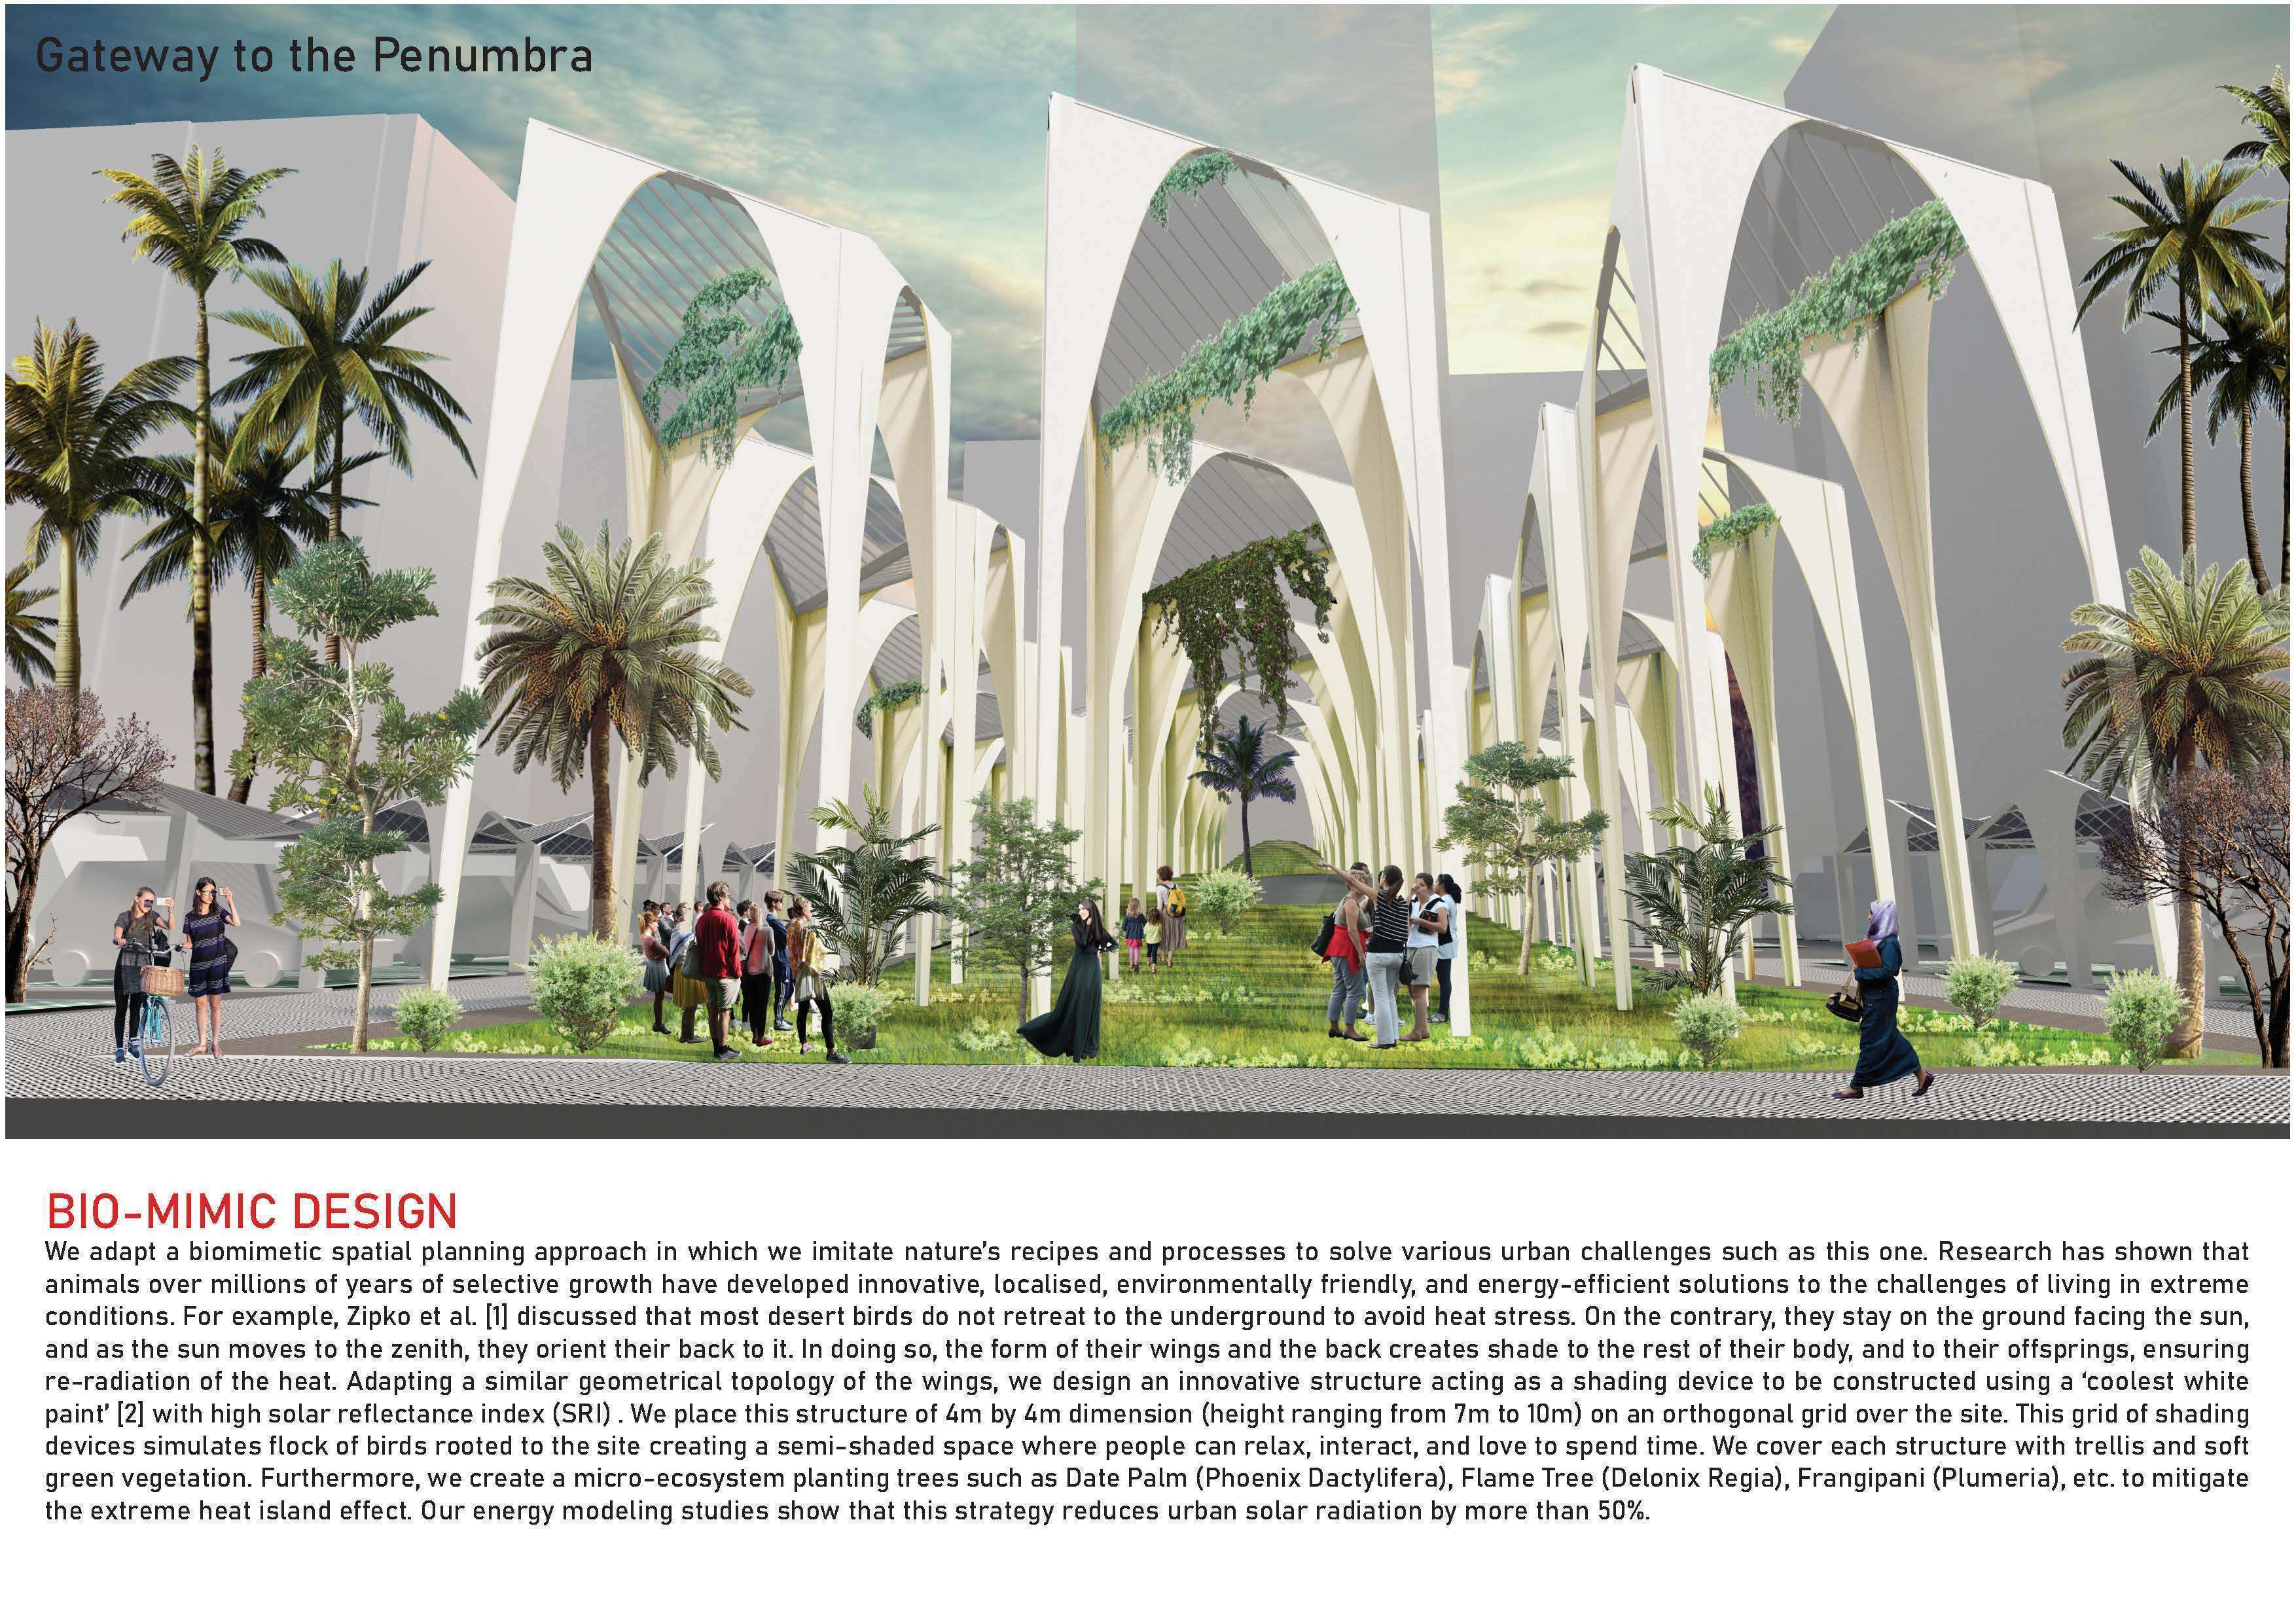 Gateway to the Penumbra
BIO-MIMIC DESIGN
We adapt a biomimetic spatial planning approach in which we imitate nature's recipes and processes to solve various urban challenges such as this one. Research has shown that
animals over millions of years of selective growth have developed innovative, localised, environmentally friendly, and energy-efficient solutions to the challenges of living in extreme
conditions. For example, Zipko et al. [1] discussed that most desert birds do not retreat to the underground to avoid heat stress. On the contrary, they stay on the ground facing the sun,
and as the sun moves to the zenith, they orient their back to it. In doing so, the form of their wings and the back creates shade to the rest of their body, and to their offsprings, ensuring
re-radiation of the heat. Adapting a similar geometrical topology of the wings, we design an innovative structure acting as a shading device to be constructed using a 'coolest white
paint' [2] with high solar reflectance index (SRI) . We place this structure of 4m by 4m dimension (height ranging from 7m to 10m) on an orthogonal grid over the site. This grid of shading
devices simulates flock of birds rooted to the site creating a semi-shaded space where people can relax, interact, and love to spend time. We cover each structure with trellis and soft
green vegetation. Furthermore, we create a micro-ecosystem planting trees such as Date Palm (Phoenix Dactylifera), Flame Tree (Delonix Regia), Frangipani (Plumeria), etc. to mitigate
the extreme heat island effect. Our energy modeling studies show that this strategy reduces urban solar radiation by more than 50%.